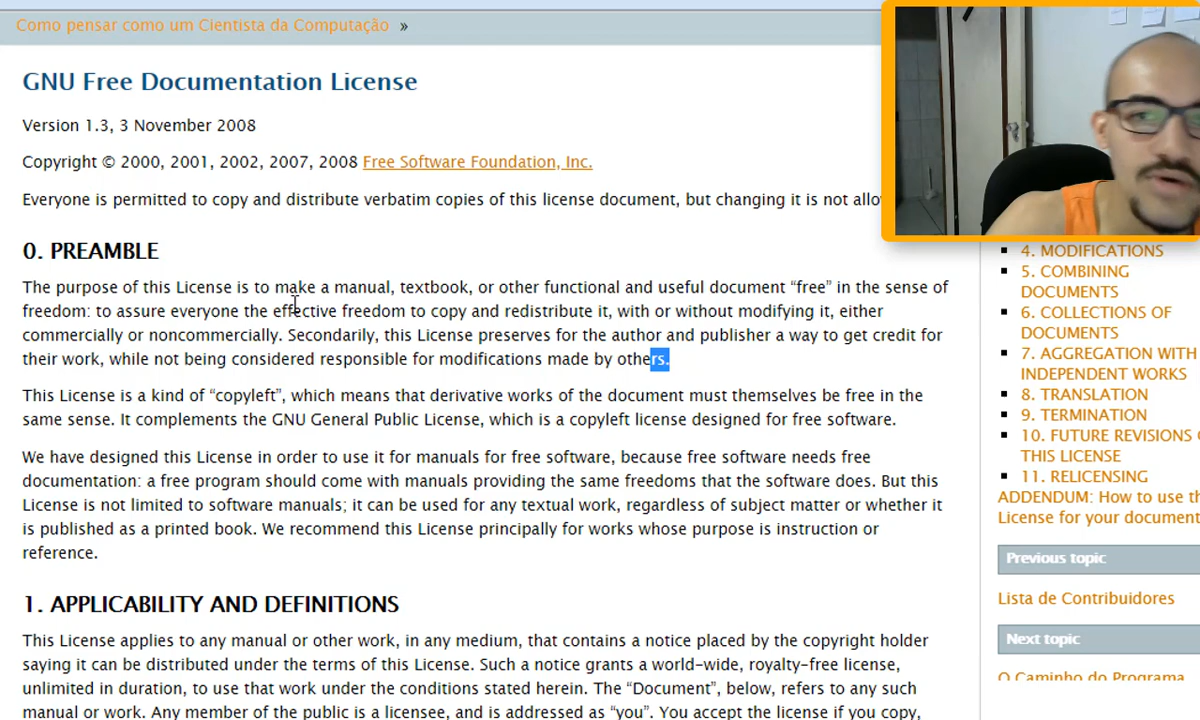 Como pensar como um Cientista da Computação »
GNU Free Documentation License
Version 1.3, 3 November 2008
Copyright © 2000, 2001, 2002, 2007, 2008 Free Software Foundation, Inc.
Everyone is permitted to copy and distribute verbatim copies of this license document, but changing it is not allo
0. PREAMBLE
The purpose of this License is to make a manual, textbook, or other functional and useful document “free” in the sense of
freedom: to assure everyone the effective freedom to copy and redistribute it, with or without modifying it, either
commercially or noncommercially. Secondarily, this License preserves for the author and publisher a way to get credit for
their work, while not being considered responsible for modifications made by others.
This License is a kind of “copyleft”, which means that derivative works of the document must themselves be free in the
same sense. It complements the GNU General Public License, which is a copyleft license designed for free software.
We have designed this License in order to use it for manuals for free software, because free software needs free
documentation: a free program should come with manuals providing the same freedoms that the software does. But this
License is not limited to software manuals; it can be used for any textual work, regardless of subject matter or whether it
is published as a printed book. We recommend this License principally for works whose purpose is instruction or
reference.
1. APPLICABILITY AND DEFINITIONS
This License applies to any manual or other work, in any medium, that contains a notice placed by the copyright holder
saying it can be distributed under the terms of this License. Such a notice grants a world-wide, royalty-free license,
unlimited in duration, to use that work under the conditions stated herein. The “Document”, below, refers to any such
manual or work. Any member of the public is a licensee, and is addressed as “you”. You accept the license if you copy,
4. MODIFICATIONS
5. COMBINING
DOCUMENTS
6. COLLECTIONS OF
DOCUMENTS
7. AGGREGATION WITH
INDEPENDENT WORKS
8. TRANSLATION
9. TERMINATION
10. FUTURE REVISIONS
THIS LICENSE
11. RELICENSING
ADDENDUM: How to use th
License for your document
Previous topic
Lista de Contribuidores
Next topic
O Caminho do Programa